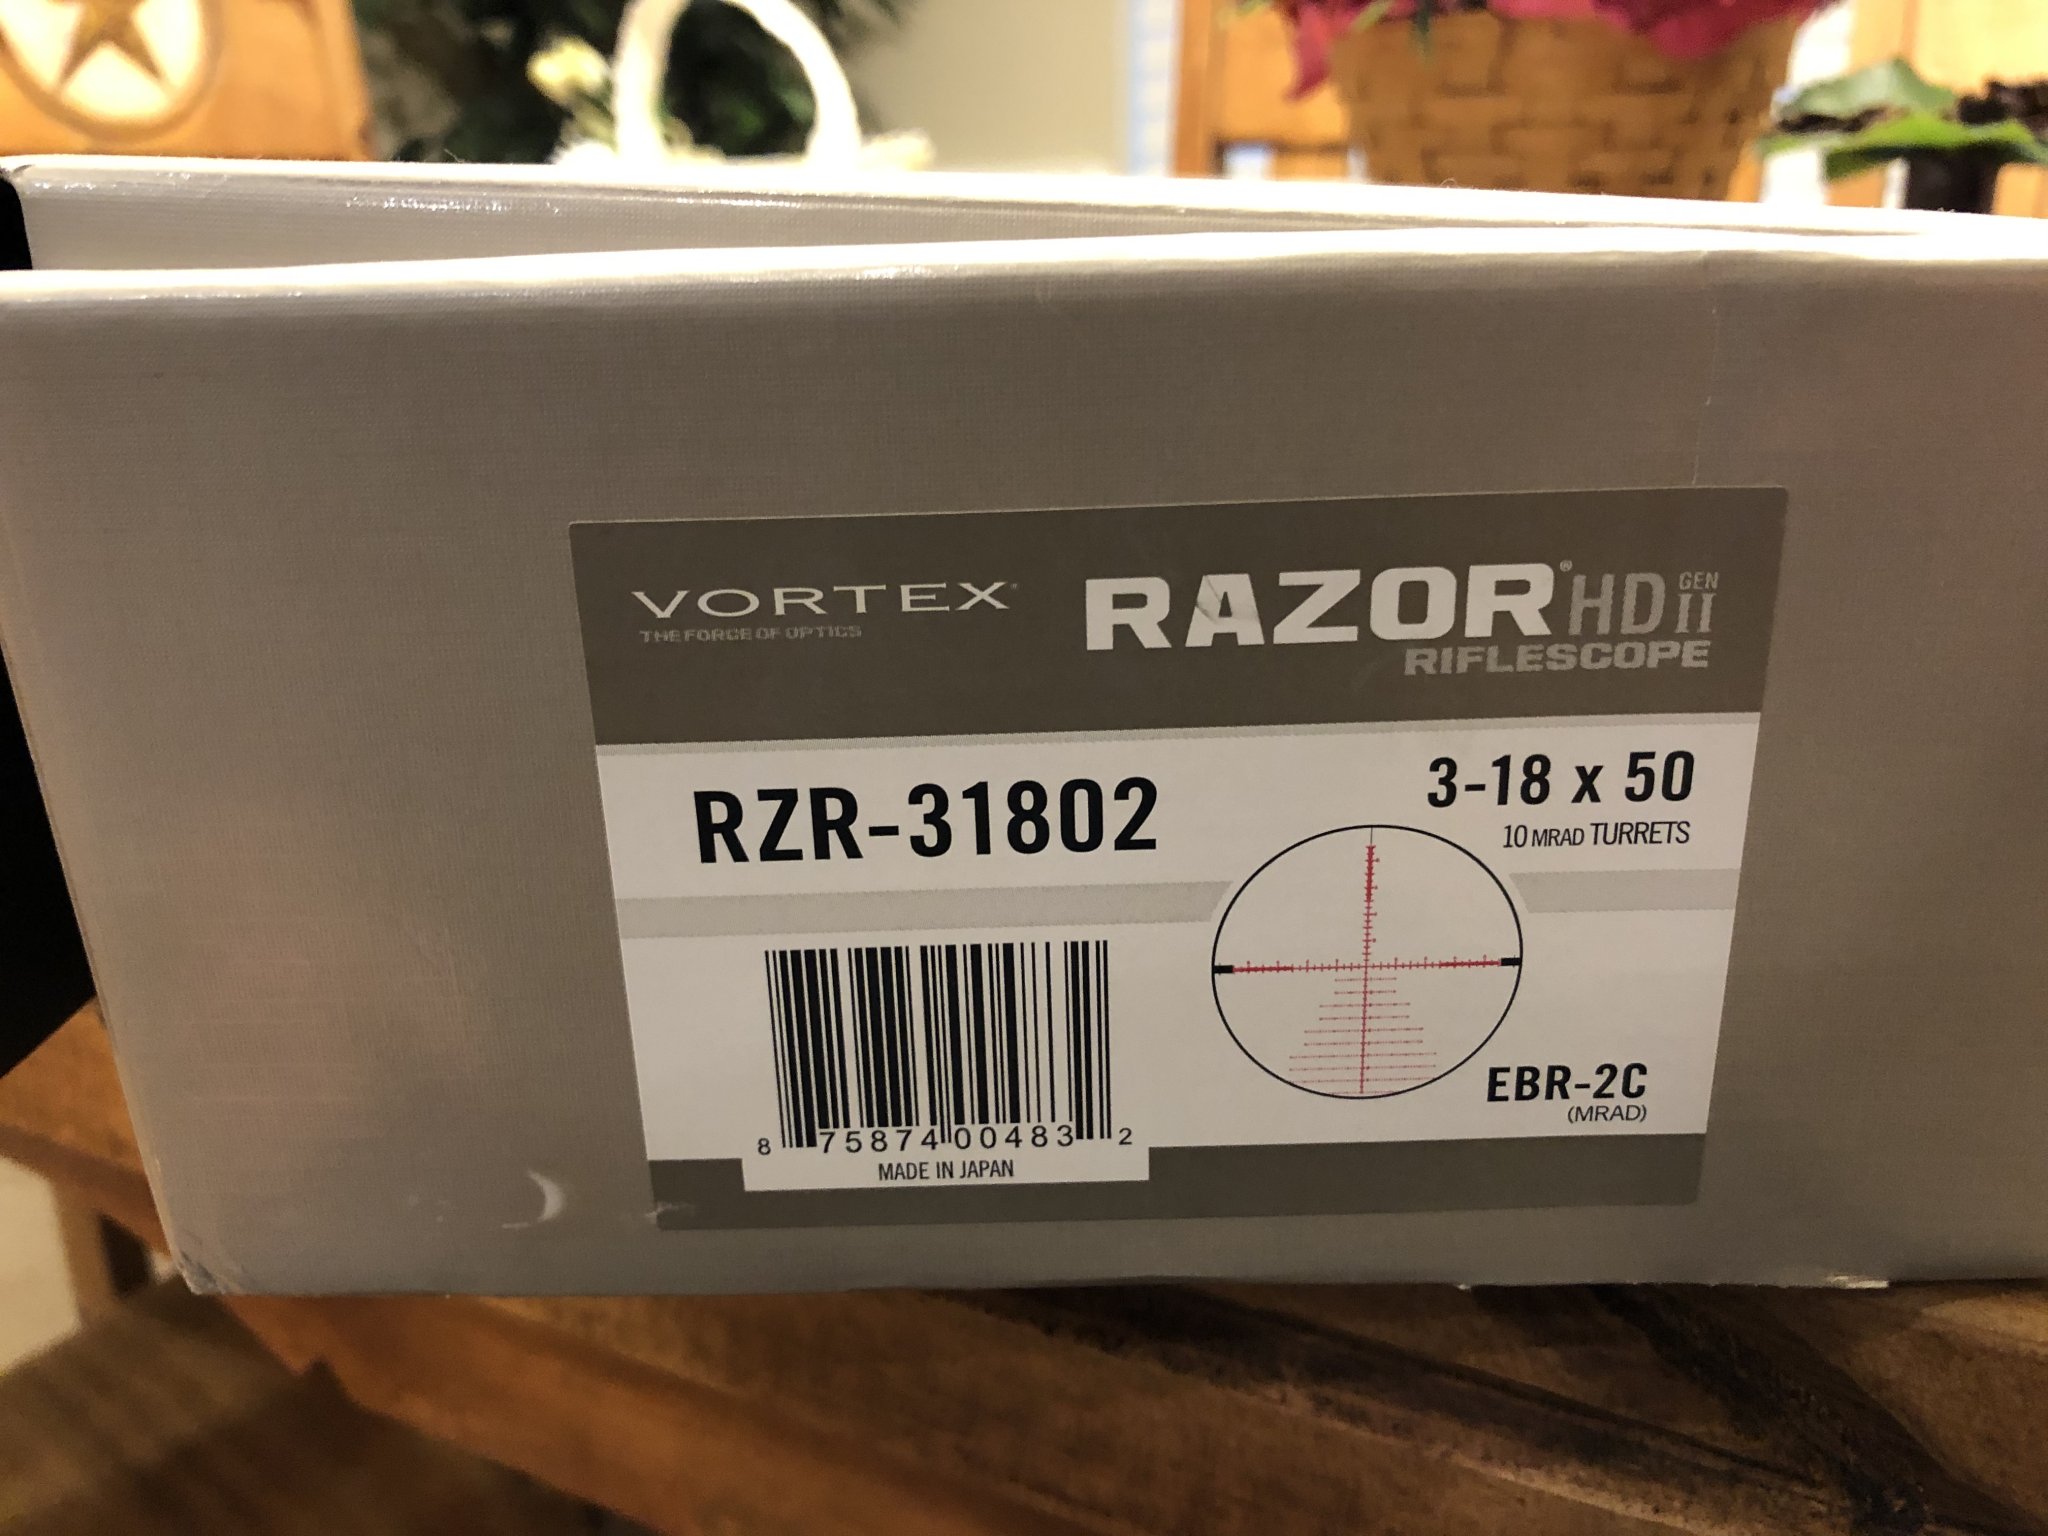 VORTEX®
THE FORCE OF OPTICS
RAZOR® HD GEN II
RIFLESCOPE
RZR-31802
3-18 x 50
10 MRAD TURRETS
EBR-2C
(MRAD)
8 75874 00483 2
MADE IN JAPAN